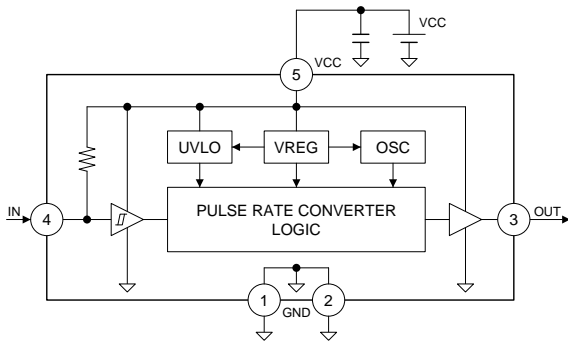 VCC
5
VCC
UVLO
VREG
OSC
IN
4
PULSE RATE CONVERTER
LOGIC
3
OUT
1
GND
2